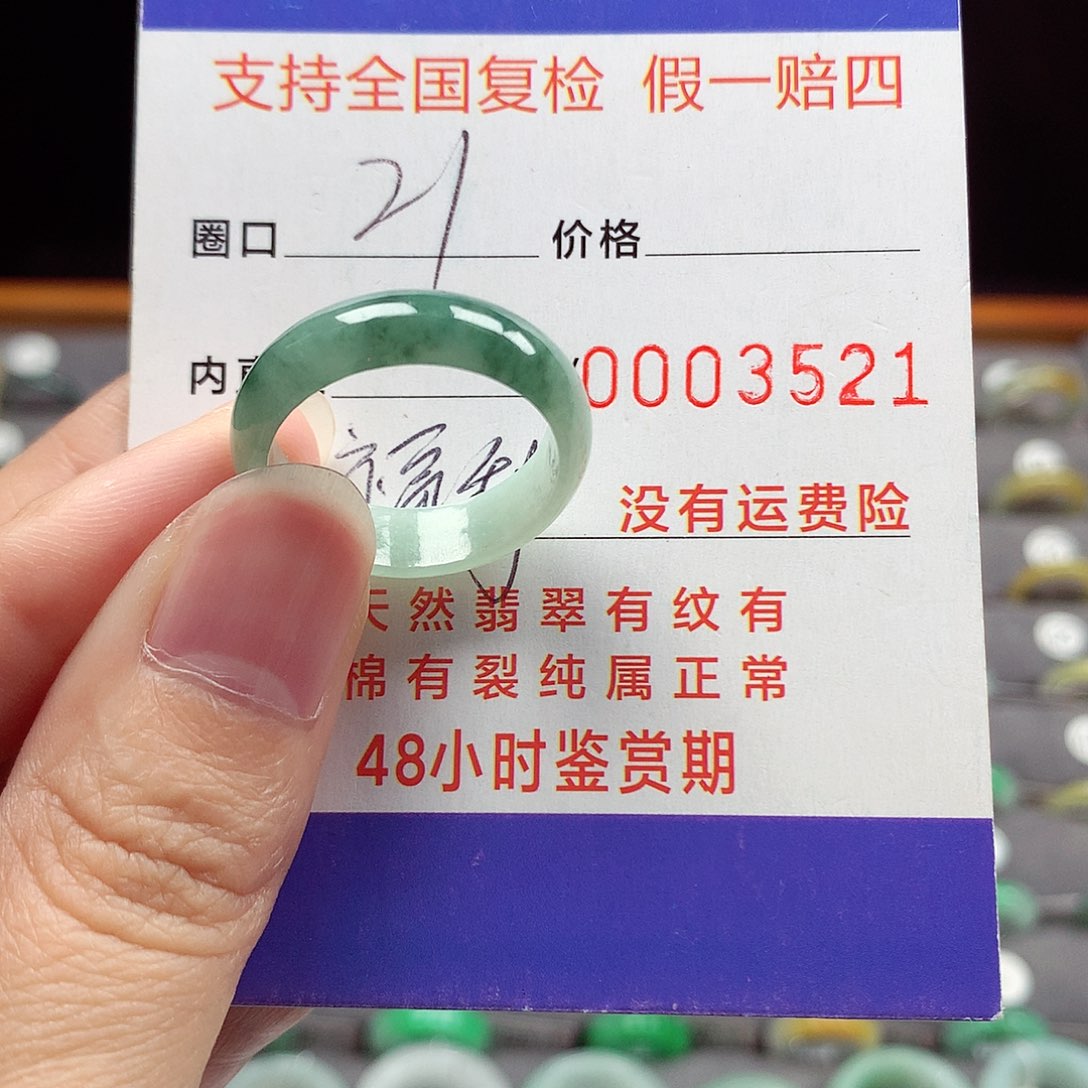 支持全国复检 假一赔四
圈口 21 价格
内 0003521
福利 没有运费险
天然翡翠有纹有
棉有裂纯属正常
48小时鉴赏期